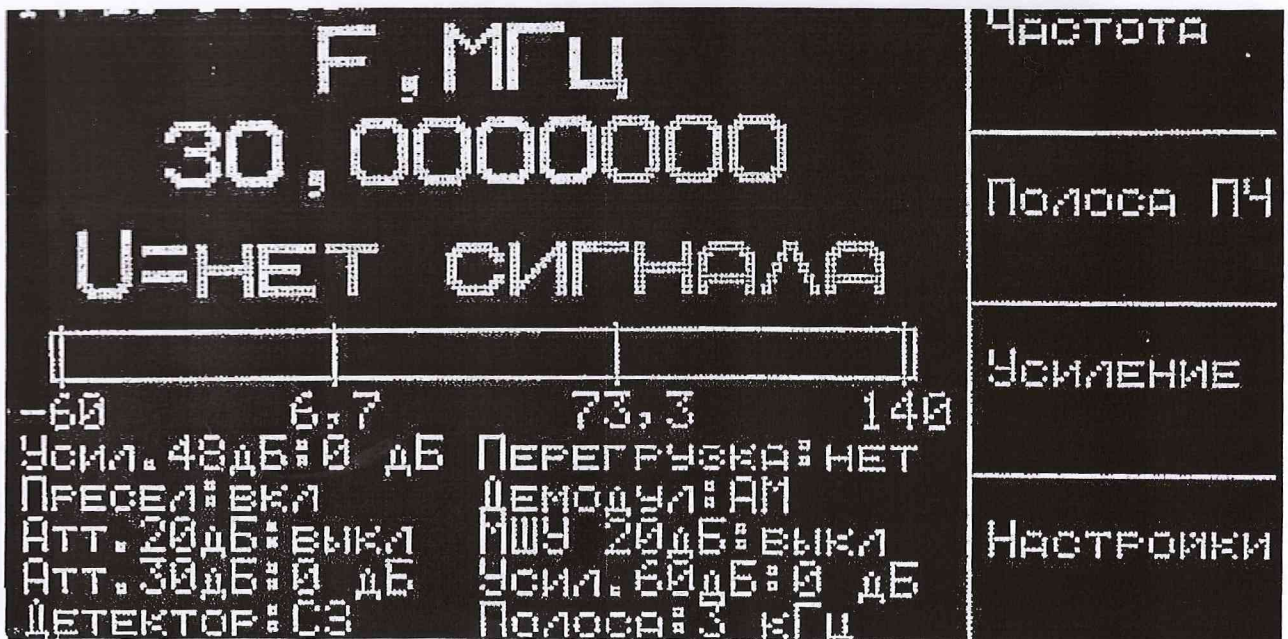 F,МГц
30,0000000
U=НЕТ СИГНАЛА
-60 6,7 73,3 140
Усил.48дБ:0 дБ Перегрузка:нет
Пресел:вкл Демодул:АМ
Атт.20дБ:выкл МШУ 20дБ:выкл
Атт.30дБ:0 дБ Усил.60дБ:0 дБ
Детектор:СЗ Полоса:3 кГц
Частота
Полоса ПЧ
Усиление
Настройки